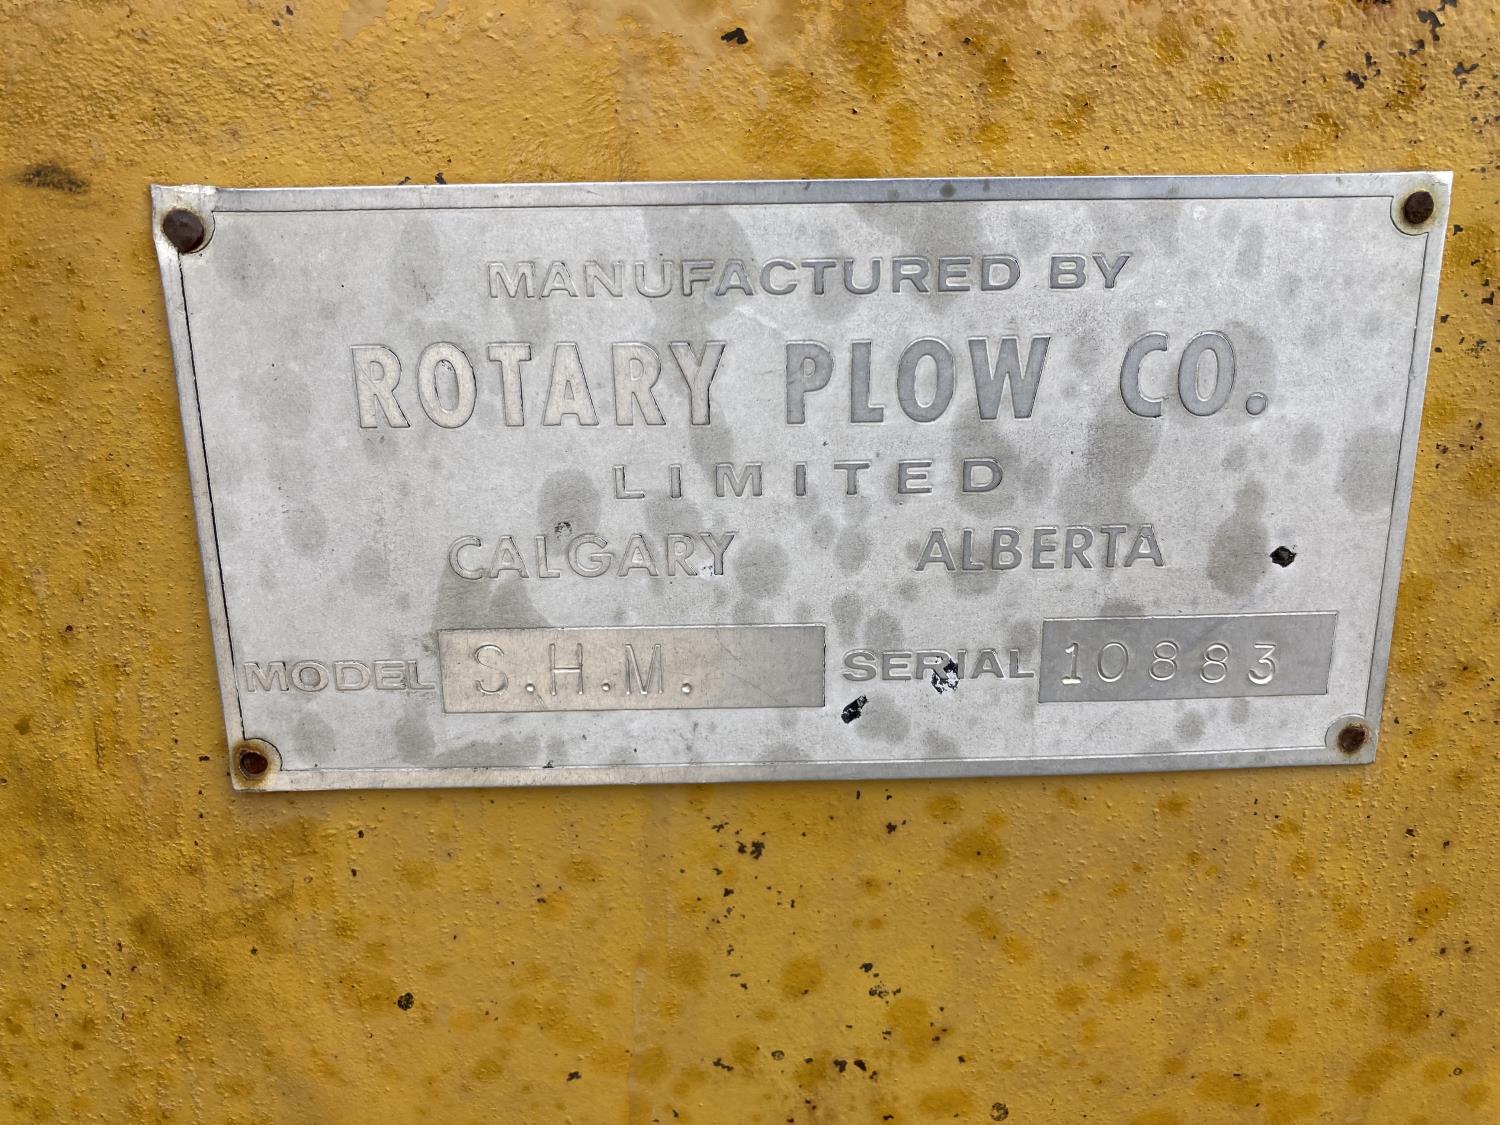 MANUFACTURED BY
ROTARY PLOW CO.
LIMITED
CALGARY ALBERTA
MODEL S.H.M. SERIAL 10883